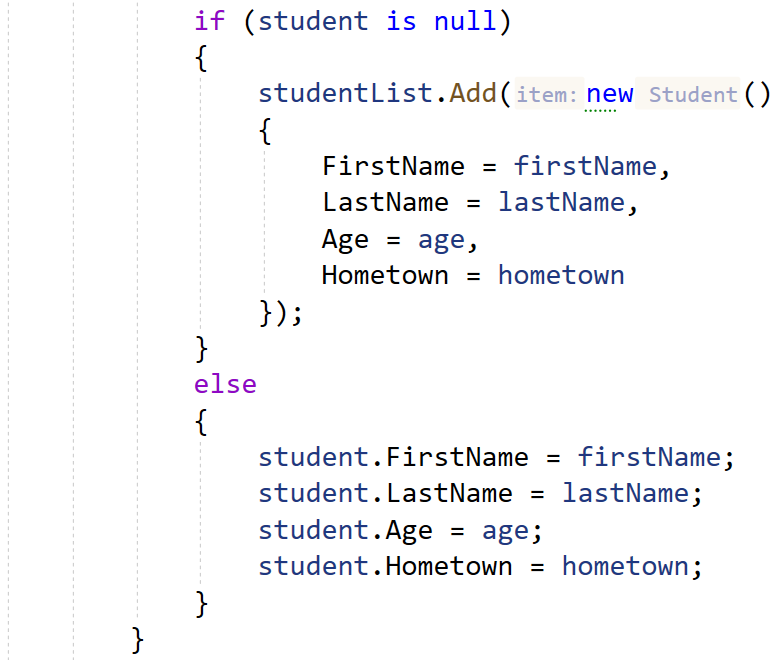 if (student is null)
{
studentList.Add(item: new Student()
{
FirstName = firstName,
LastName = lastName,
Age = age,
Hometown = hometown
});
}
else
{
student.FirstName = firstName;
student.LastName = lastName;
student.Age = age;
student.Hometown = hometown;
}
}